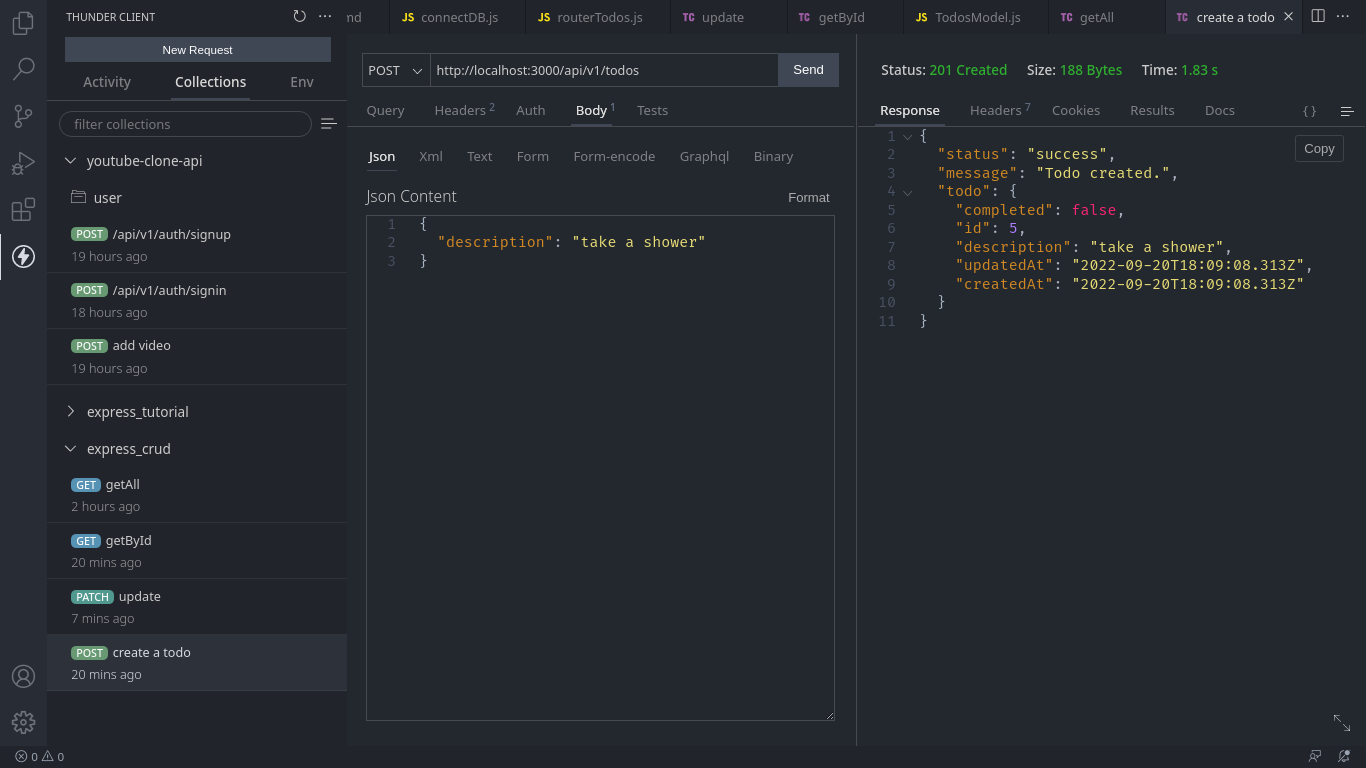 THUNDER CLIENT
nd
connectDB.js
routerTodos.js
update
getById
TodosModel.js
getAll
create a todo
JS
JS
TC
TC
JS
TC
TC
New Request
Activity
Collections
Env
filter collections
youtube-clone-api
user
POST /api/v1/auth/signup
19 hours ago
POST /api/v1/auth/signin
18 hours ago
POST add video
19 hours ago
express_tutorial
express_crud
GET getAll
2 hours ago
GET getById
20 mins ago
PATCH update
7 mins ago
POST create a todo
20 mins ago
POST http://localhost:3000/api/v1/todos Send
Query Headers 2 Auth Body 1 Tests
Json Xml Text Form Form-encode Graphql Binary
Json Content Format
1 {
2 "description": "take a shower"
3 }
Status: 201 Created Size: 188 Bytes Time: 1.83 s
Response Headers 7 Cookies Results Docs { }
Copy
1 {
2 "status": "success",
3 "message": "Todo created.",
4 "todo": {
5 "completed": false,
6 "id": 5,
7 "description": "take a shower",
8 "updatedAt": "2022-09-20T18:09:08.313Z",
9 "createdAt": "2022-09-20T18:09:08.313Z"
10 }
11 }
0 0